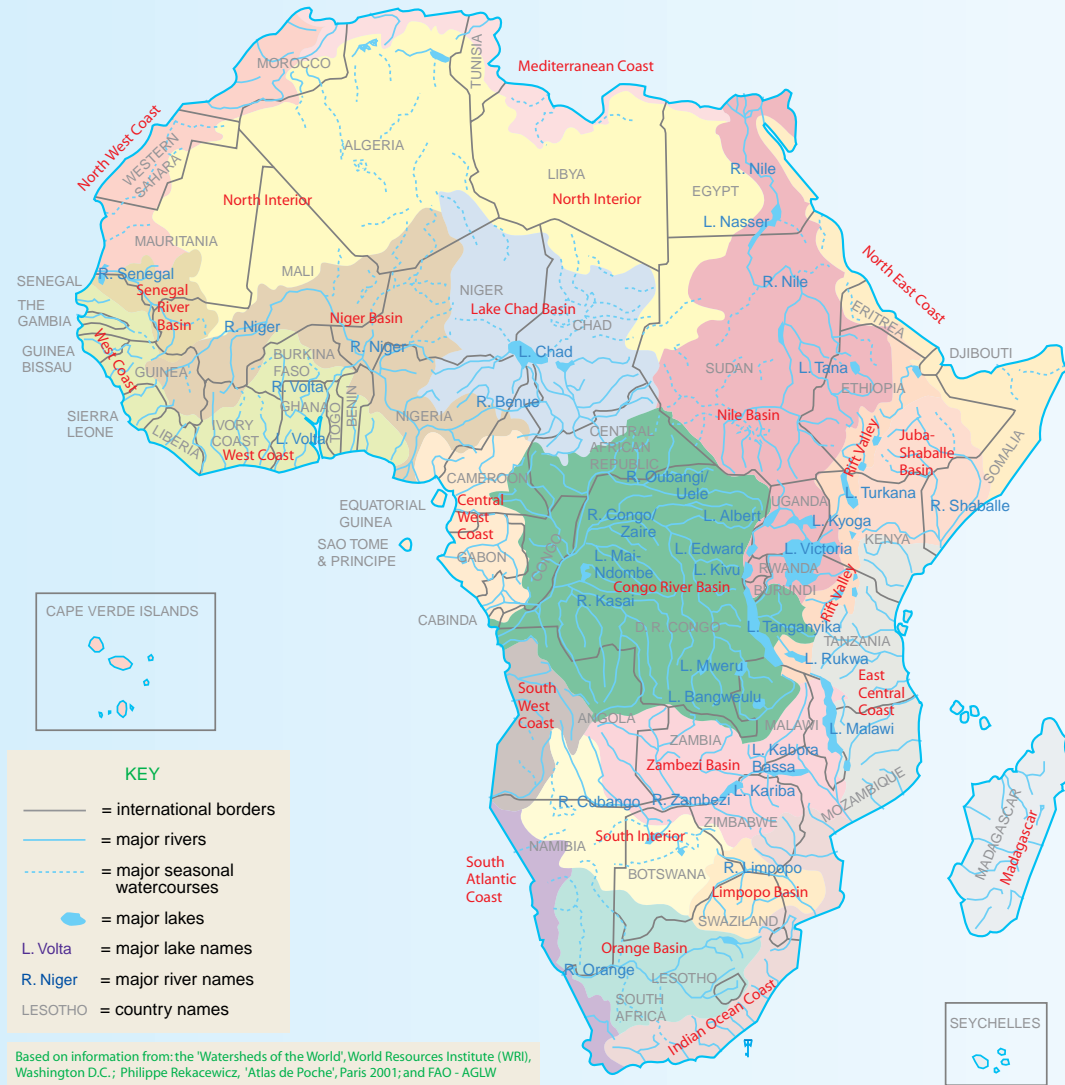 Mediterranean Coast
TUNISIA
MOROCCO
North West Coast
WESTERN
SAHARA
ALGERIA
LIBYA
EGYPT
R. Nile
North Interior
North Interior
L. Nasser
MAURITANIA
SENEGAL
R. Senegal
Senegal
River
Basin
MALI
NIGER
Lake Chad Basin
CHAD
R. Nile
North East Coast
ERITREA
THE
GAMBIA
GUINEA
BISSAU
West Coast
GUINEA
R. Niger
Niger Basin
R. Niger
BURKINA
FASO
L. Chad
SUDAN
L. Tana
ETHIOPIA
DJIBOUTI
R. Volta
GHANA
TOGO
BENIN
NIGERIA
R. Benue
SIERRA
LEONE
LIBERIA
IVORY
COAST
L. Volta
West Coast
Nile Basin
CENTRAL
AFRICAN
REPUBLIC
Rift Valley
Juba-
Shaballe
Basin
SOMALIA
CAMEROON
EQUATORIAL
GUINEA
Central
West
Coast
R. Oubangi/
Uele
UGANDA
L. Turkana
R. Shaballe
R. Congo/
Zaire
L. Albert
L. Kyoga
KENYA
SAO TOME
& PRINCIPE
GABON
CONGO
L. Mai-
Ndombe
L. Edward
L. Kivu
L. Victoria
RWANDA
BURUNDI
Congo River Basin
R. Kasai
Rift Valley
CABINDA
D. R. CONGO
L. Tanganyika
TANZANIA
L. Rukwa
L. Mweru
East
Central
Coast
L. Bangweulu
South
West
Coast
ANGOLA
MALAWI
L. Malawi
ZAMBIA
L. Kabora
Bassa
Zambezi Basin
L. Kariba
MOZAMBIQUE
R. Cubango
R. Zambezi
ZIMBABWE
South Interior
NAMIBIA
BOTSWANA
R. Limpopo
Limpopo Basin
MADAGASCAR
Madagascar
South
Atlantic
Coast
SWAZILAND
Orange Basin
R. Orange
LESOTHO
SOUTH
AFRICA
Indian Ocean Coast
SEYCHELLES
CAPE VERDE ISLANDS
KEY
= international borders
= major rivers
= major seasonal
watercourses
= major lakes
L. Volta = major lake names
R. Niger = major river names
LESOTHO = country names
Based on information from: the 'Watersheds of the World', World Resources Institute (WRI),
Washington D.C.; Philippe Rekacewicz, 'Atlas de Poche', Paris 2001; and FAO - AGLW